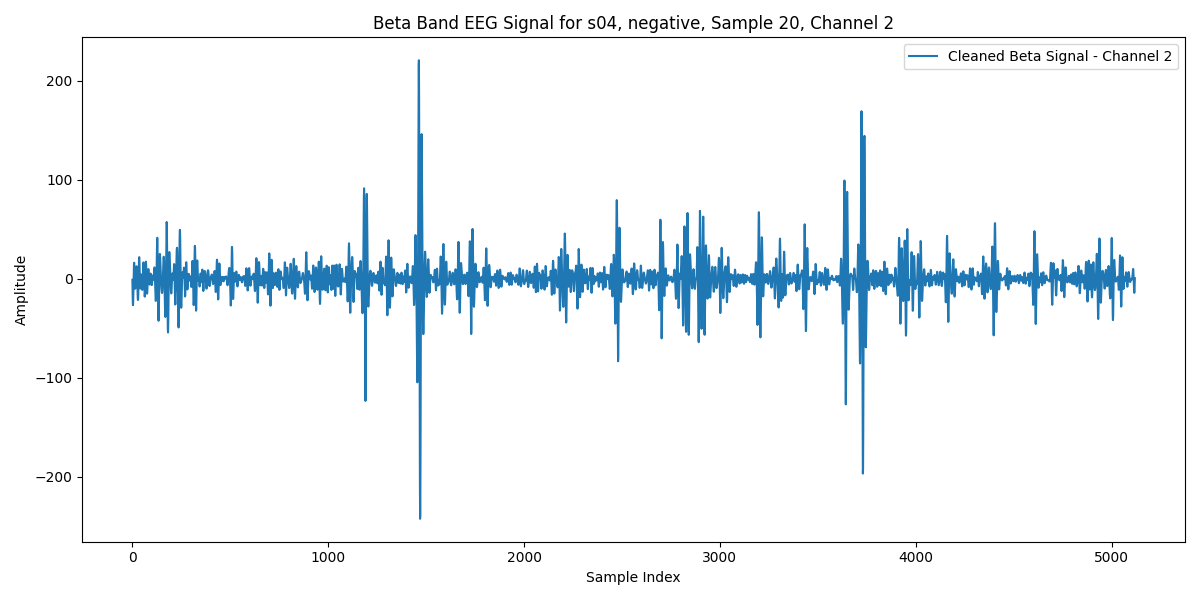 Beta Band EEG Signal for s04, negative, Sample 20, Channel 2
Cleaned Beta Signal - Channel 2
Amplitude
200
100
0
−100
−200
0 1000 2000 3000 4000 5000
Sample Index